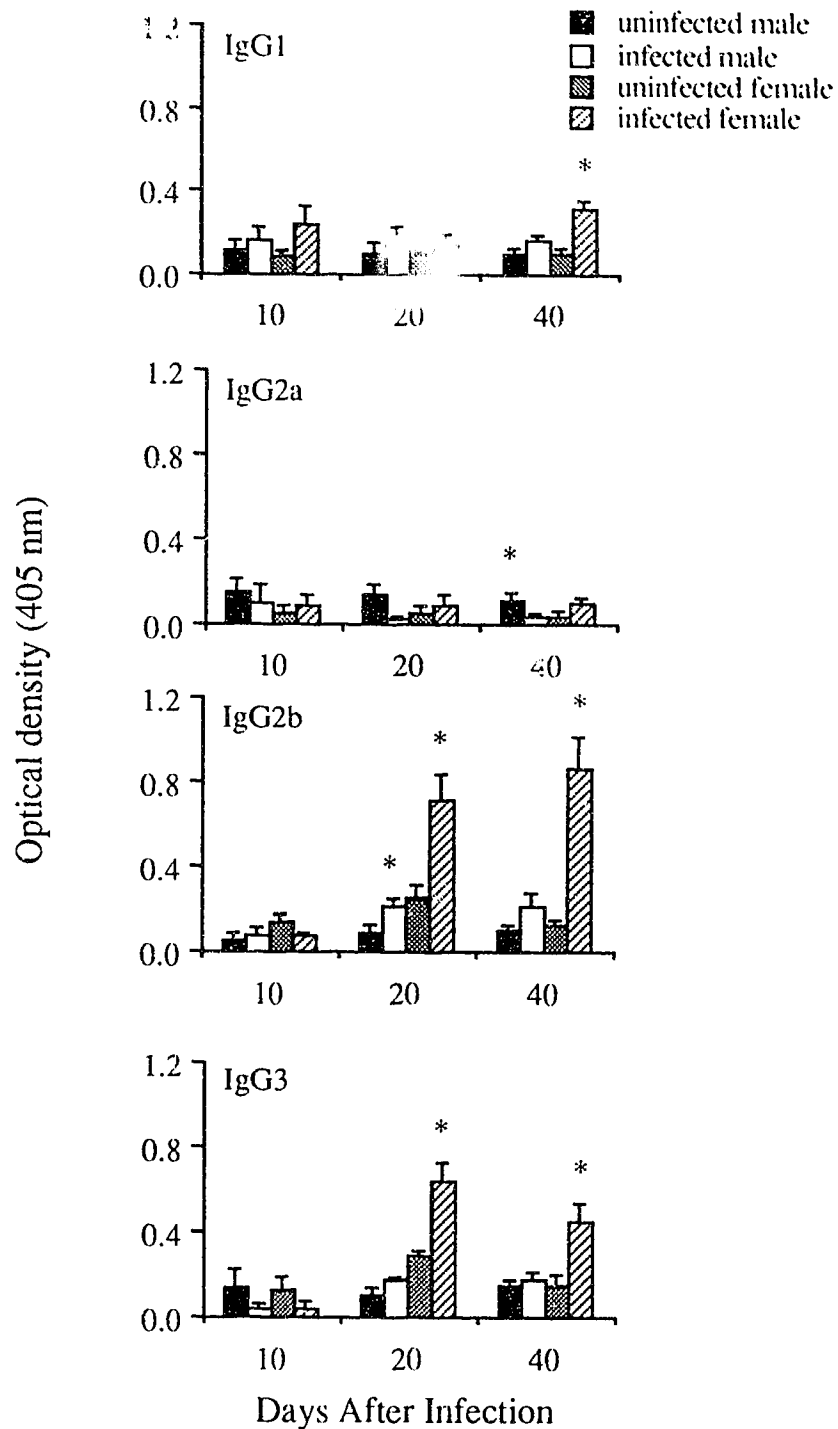 uninfected male
infected male
uninfected female
infected female
IgG1
1.2
0.8
0.4
0.0
*
10 20 40
IgG2a
1.2
0.8
0.4
0.0
*
10 20 40
IgG2b
1.2
0.8
0.4
0.0
* * *
10 20 40
IgG3
1.2
0.8
0.4
0.0
* *
10 20 40
Optical density (405 nm)
Days After Infection